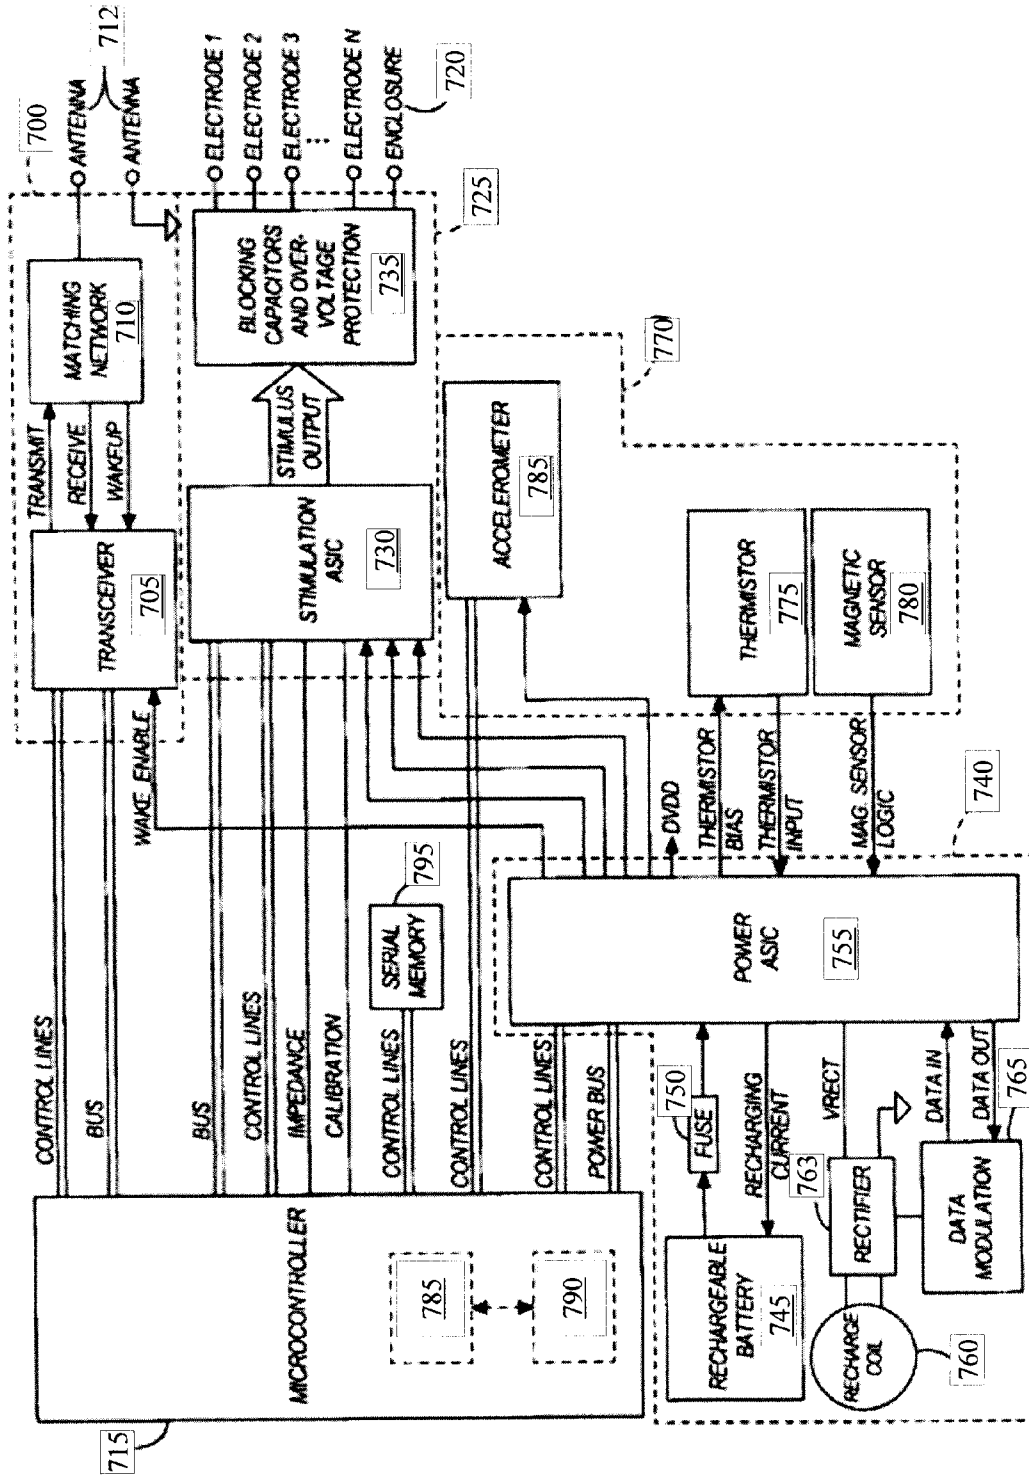 700
712
ANTENNA
ANTENNA
MATCHING
NETWORK
710
TRANSMIT
RECEIVE
WAKEUP
TRANSCEIVER
705
CONTROL LINES
BUS
WAKE ENABLE
ELECTRODE 1
ELECTRODE 2
ELECTRODE 3
ELECTRODE N
ENCLOSURE
720
725
BLOCKING
CAPACITORS
AND OVER-
VOLTAGE
PROTECTION
735
STIMULUS
OUTPUT
STIMULATION
ASIC
730
BUS
CONTROL LINES
IMPEDANCE
CALIBRATION
SERIAL
MEMORY
795
CONTROL LINES
CONTROL LINES
CONTROL LINES
POWER BUS
MICROCONTROLLER
785
790
715
770
ACCELEROMETER
785
THERMISTOR
775
MAGNETIC
SENSOR
780
DVDD
THERMISTOR
BIAS
THERMISTOR
INPUT
MAG. SENSOR
LOGIC
740
POWER
ASIC
755
FUSE
750
RECHARGING
CURRENT
VRECT
DATA IN
DATA OUT
765
RECHARGEABLE
BATTERY
745
763
RECTIFIER
DATA
MODULATION
RECHARGE
COIL
760